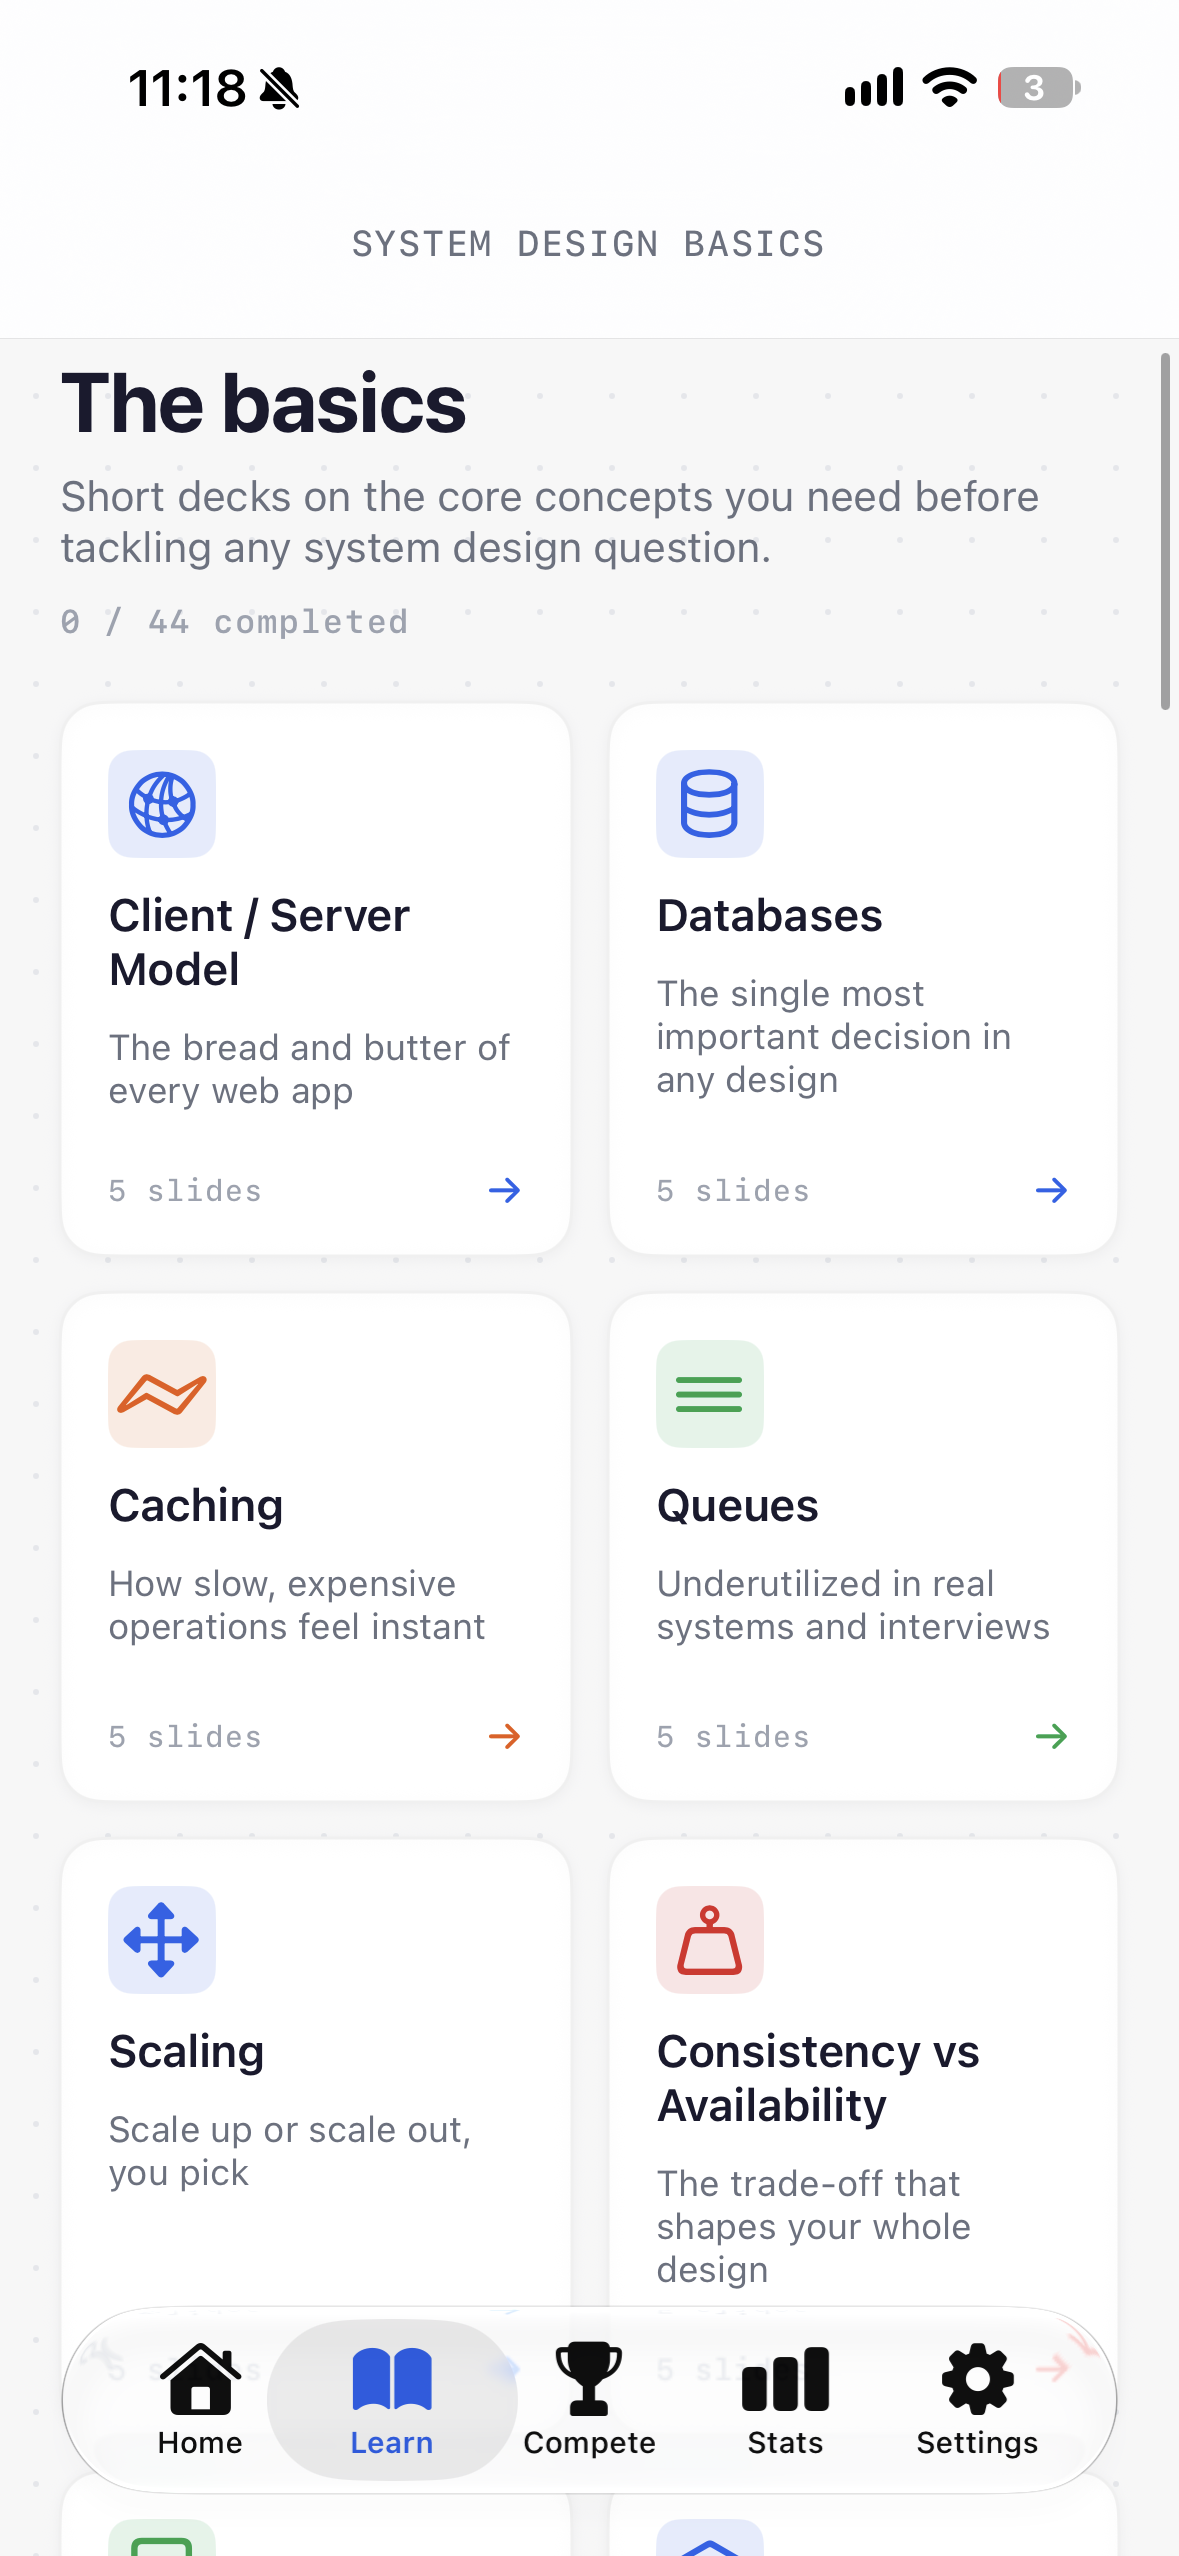 11:18
3
SYSTEM DESIGN BASICS
The basics
Short decks on the core concepts you need before
tackling any system design question.
0 / 44 completed
Client / Server
Model
The bread and butter of
every web app
5 slides
Databases
The single most
important decision in
any design
5 slides
Caching
How slow, expensive
operations feel instant
5 slides
Queues
Underutilized in real
systems and interviews
5 slides
Scaling
Scale up or scale out,
you pick
5 slides
Consistency vs
Availability
The trade-off that
shapes your whole
design
5 slides
Home
Learn
Compete
Stats
Settings